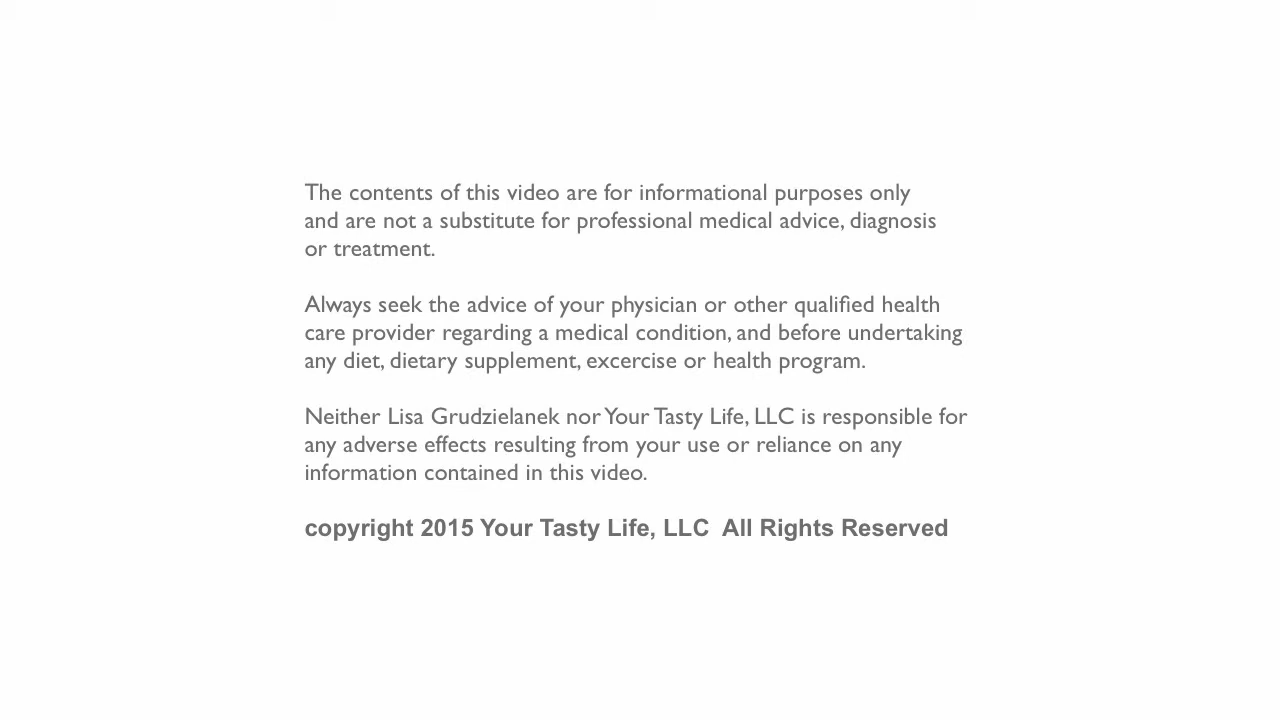 The contents of this video are for informational purposes only
and are not a substitute for professional medical advice, diagnosis
or treatment.
Always seek the advice of your physician or other qualified health
care provider regarding a medical condition, and before undertaking
any diet, dietary supplement, excercise or health program.
Neither Lisa Grudzielanek nor Your Tasty Life, LLC is responsible for
any adverse effects resulting from your use or reliance on any
information contained in this video.
copyright 2015 Your Tasty Life, LLC  All Rights Reserved